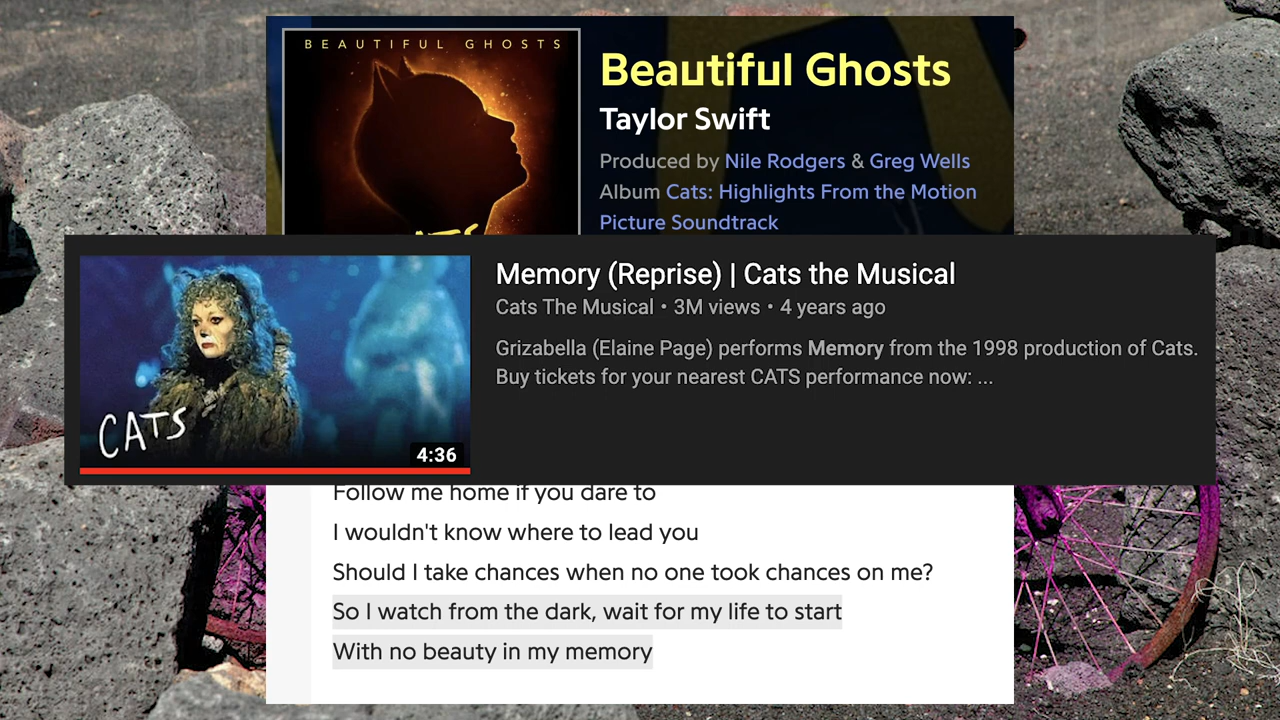 BEAUTIFUL GHOSTS
Beautiful Ghosts
Taylor Swift
Produced by Nile Rodgers & Greg Wells
Album Cats: Highlights From the Motion
Picture Soundtrack
CATS
Memory (Reprise) | Cats the Musical
Cats The Musical • 3M views • 4 years ago
Grizabella (Elaine Page) performs Memory from the 1998 production of Cats.
Buy tickets for your nearest CATS performance now: ...
CATS
4:36
Follow me home if you dare to
I wouldn't know where to lead you
Should I take chances when no one took chances on me?
So I watch from the dark, wait for my life to start
With no beauty in my memory